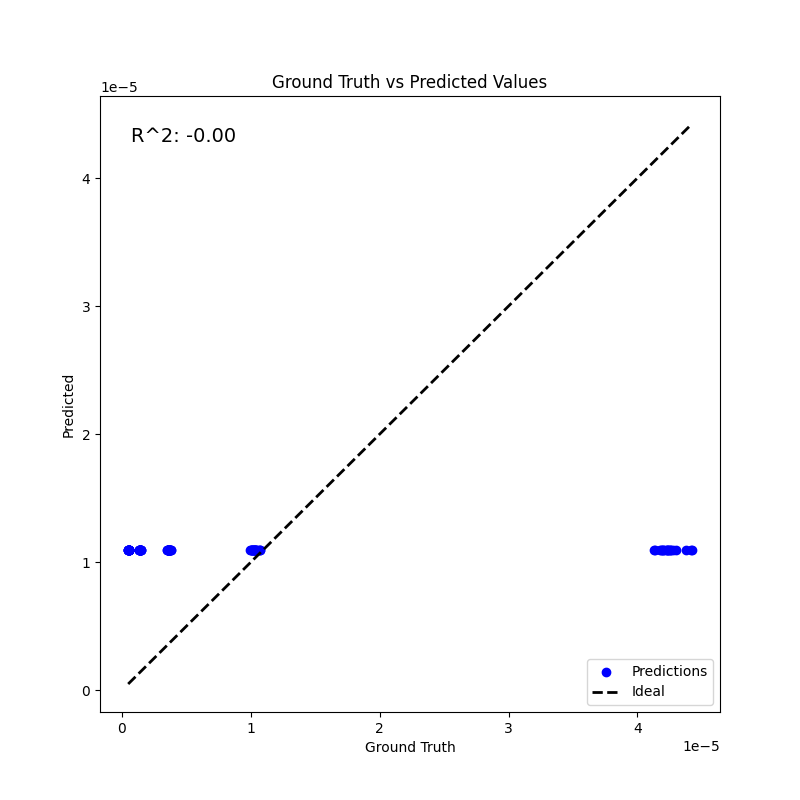 Ground Truth vs Predicted Values
1e−5
R^2: -0.00
4
3
2
1
0
Predicted
Predictions
Ideal
0 1 2 3 4
1e−5
Ground Truth